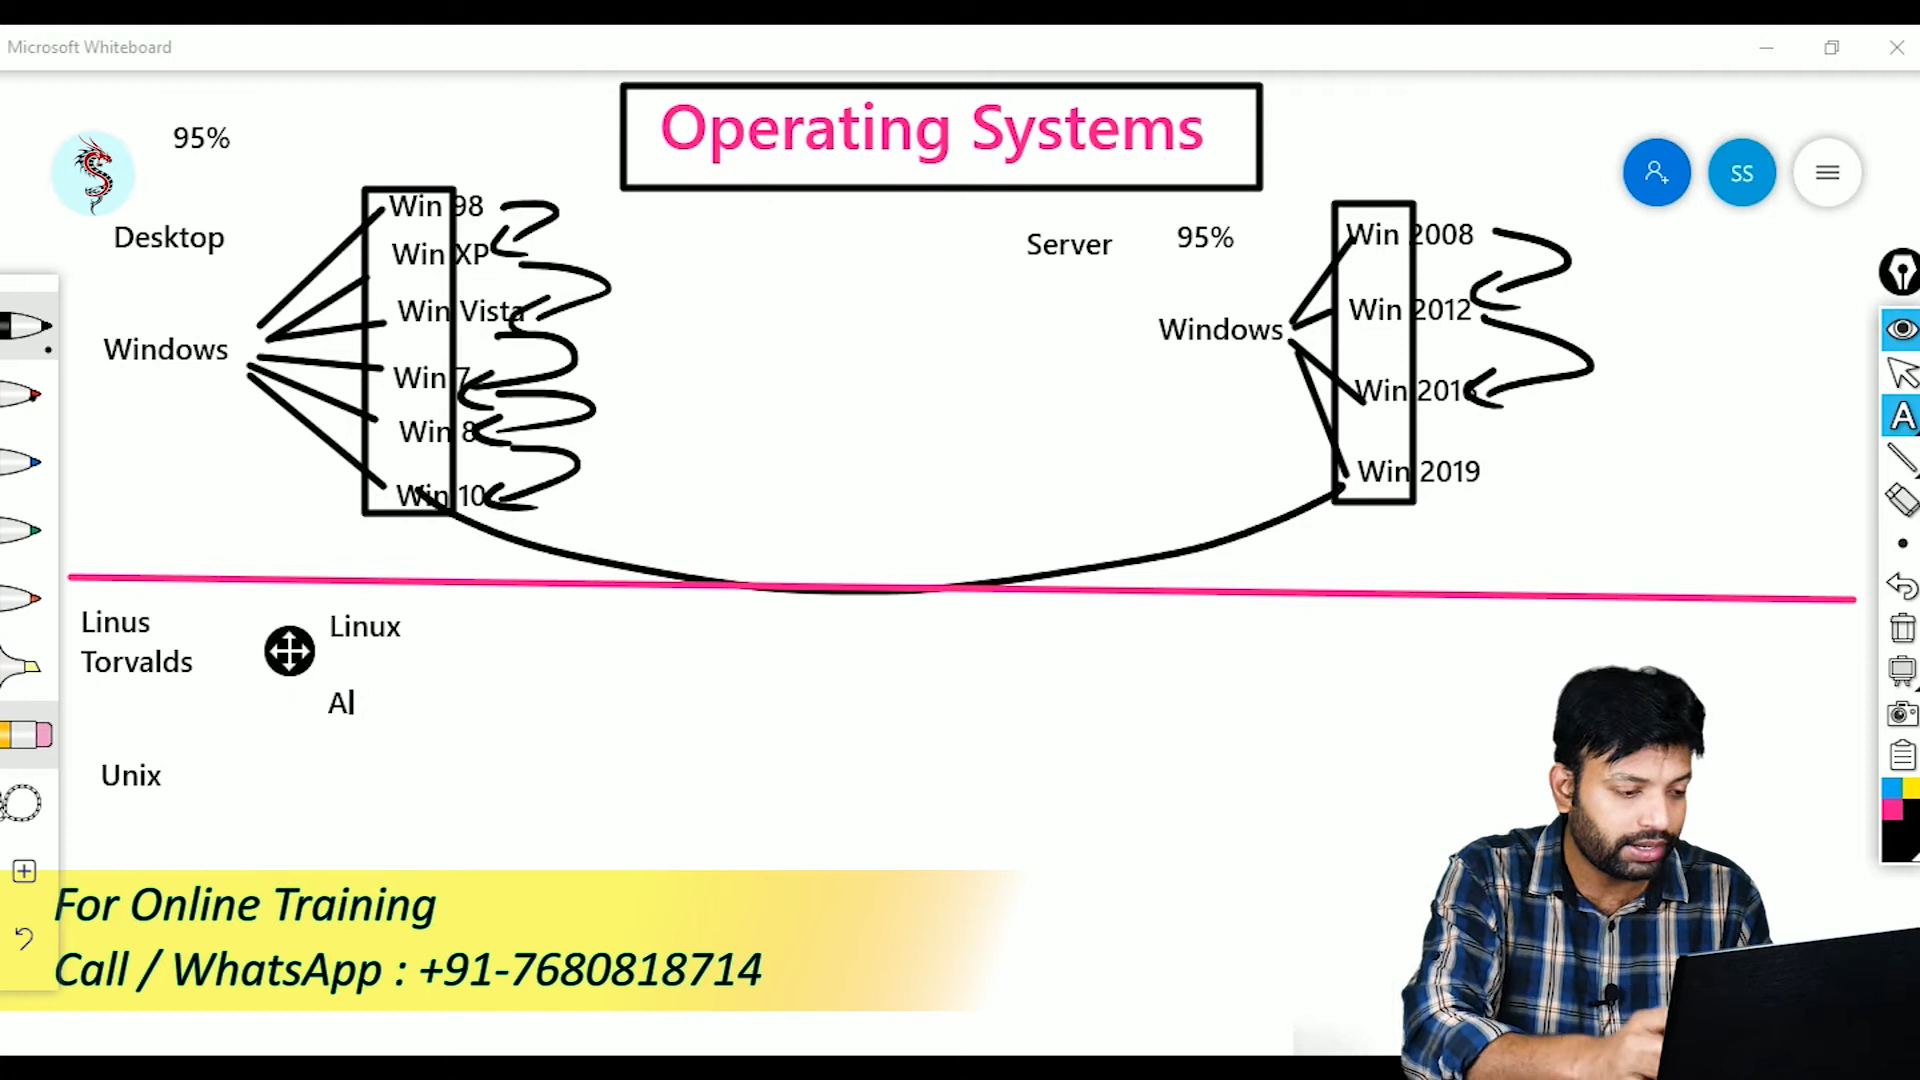 Microsoft Whiteboard
Operating Systems
95%
Desktop
Windows
Win 98
Win XP
Win Vista
Win 7
Win 8
Win 10
Server
95%
Windows
Win 2008
Win 2012
Win 2016
Win 2019
SS
A
Linus
Torvalds
Linux
Al
Unix
For Online Training
Call / WhatsApp : +91-7680818714